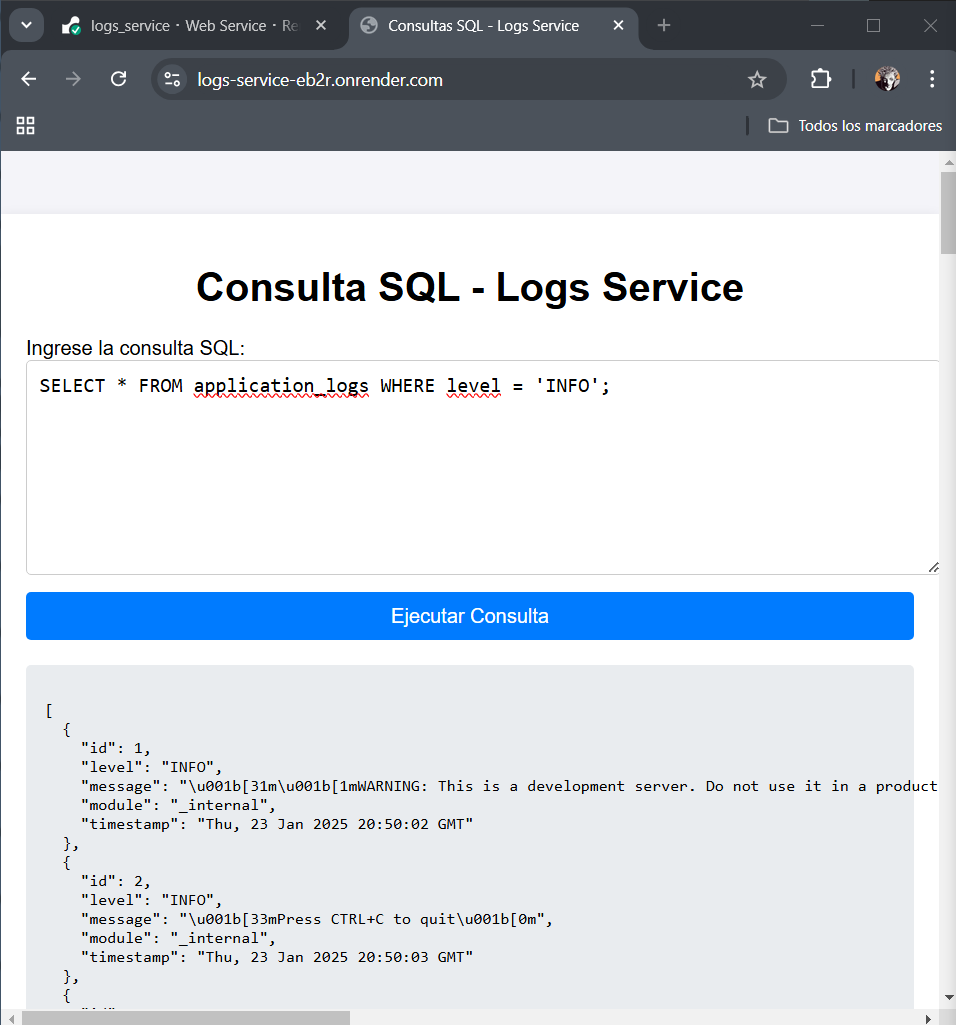 logs_service · Web Service · Re
Consultas SQL - Logs Service
logs-service-eb2r.onrender.com
Todos los marcadores
Consulta SQL - Logs Service
Ingrese la consulta SQL:
SELECT * FROM application_logs WHERE level = 'INFO';
Ejecutar Consulta
[
{
"id": 1,
"level": "INFO",
"message": "\u001b[31m\u001b[1mWARNING: This is a development server. Do not use it in a product
"module": "_internal",
"timestamp": "Thu, 23 Jan 2025 20:50:02 GMT"
},
{
"id": 2,
"level": "INFO",
"message": "\u001b[33mPress CTRL+C to quit\u001b[0m",
"module": "_internal",
"timestamp": "Thu, 23 Jan 2025 20:50:03 GMT"
},
{